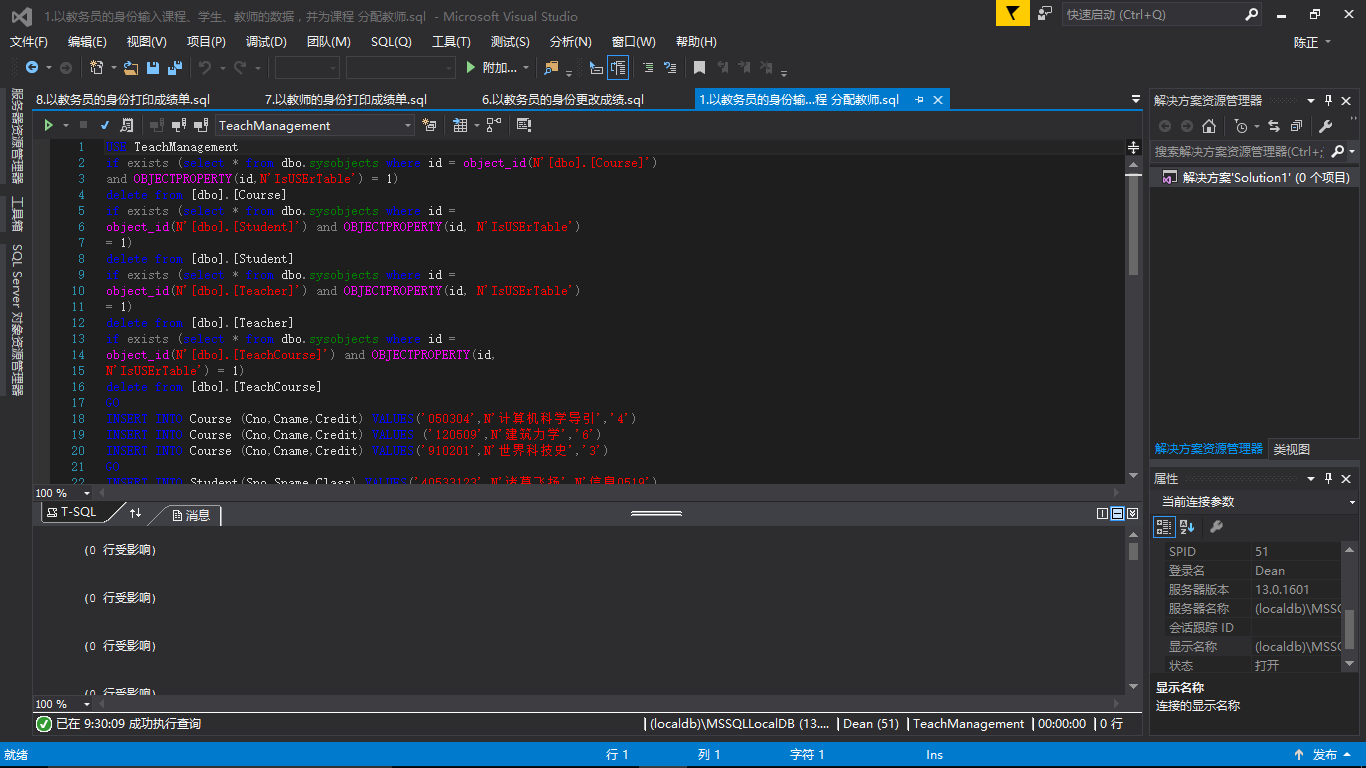 1.以教务员的身份输入课程、学生、教师的数据，并为课程 分配教师.sql - Microsoft Visual Studio
快速启动 (Ctrl+Q)
文件(F) 编辑(E) 视图(V) 项目(P) 调试(D) 团队(M) SQL(Q) 工具(T) 测试(S) 分析(N) 窗口(W) 帮助(H)
陈正
附加...
服务器资源管理器
工具箱
SQL Server 对象资源管理器
8.以教务员的身份打印成绩单.sql 7.以教师的身份打印成绩单.sql 6.以教务员的身份更改成绩.sql 1.以教务员的身份输...程 分配教师.sql
TeachManagement
1 USE TeachManagement
2 if exists (select * from dbo.sysobjects where id = object_id(N'[dbo].[Course]')
3 and OBJECTPROPERTY(id,N'IsUSErTable') = 1)
4 delete from [dbo].[Course]
5 if exists (select * from dbo.sysobjects where id =
6 object_id(N'[dbo].[Student]') and OBJECTPROPERTY(id, N'IsUSErTable')
7 = 1)
8 delete from [dbo].[Student]
9 if exists (select * from dbo.sysobjects where id =
10 object_id(N'[dbo].[Teacher]') and OBJECTPROPERTY(id, N'IsUSErTable')
11 = 1)
12 delete from [dbo].[Teacher]
13 if exists (select * from dbo.sysobjects where id =
14 object_id(N'[dbo].[TeachCourse]') and OBJECTPROPERTY(id,
15 N'IsUSErTable') = 1)
16 delete from [dbo].[TeachCourse]
17 GO
18 INSERT INTO Course (Cno,Cname,Credit) VALUES('050304',N'计算机科学导引','4')
19 INSERT INTO Course (Cno,Cname,Credit) VALUES ('120509',N'建筑力学','6')
20 INSERT INTO Course (Cno,Cname,Credit) VALUES('910201',N'世界科技史','3')
21 GO
22 INSERT INTO Student(Sno,Sname,Class) VALUES('40533123',N'诸葛飞扬',N'信息0519')
100 %
T-SQL 消息
(0 行受影响)
(0 行受影响)
(0 行受影响)
(0 行受影响)
100 %
已在 9:30:09 成功执行查询 (localdb)\MSSQLLocalDB (13.... Dean (51) TeachManagement 00:00:00 0 行
解决方案资源管理器
搜索解决方案资源管理器(Ctrl+;
解决方案'Solution1' (0 个项目)
解决方案资源管理器 类视图
属性
当前连接参数
SPID 51
登录名 Dean
服务器版本 13.0.1601
服务器名称 (localdb)\MSSQ
会话跟踪 ID
显示名称 (localdb)\MSSQ
状态 打开
显示名称
连接的显示名称
就绪 行 1 列 1 字符 1 Ins 发布